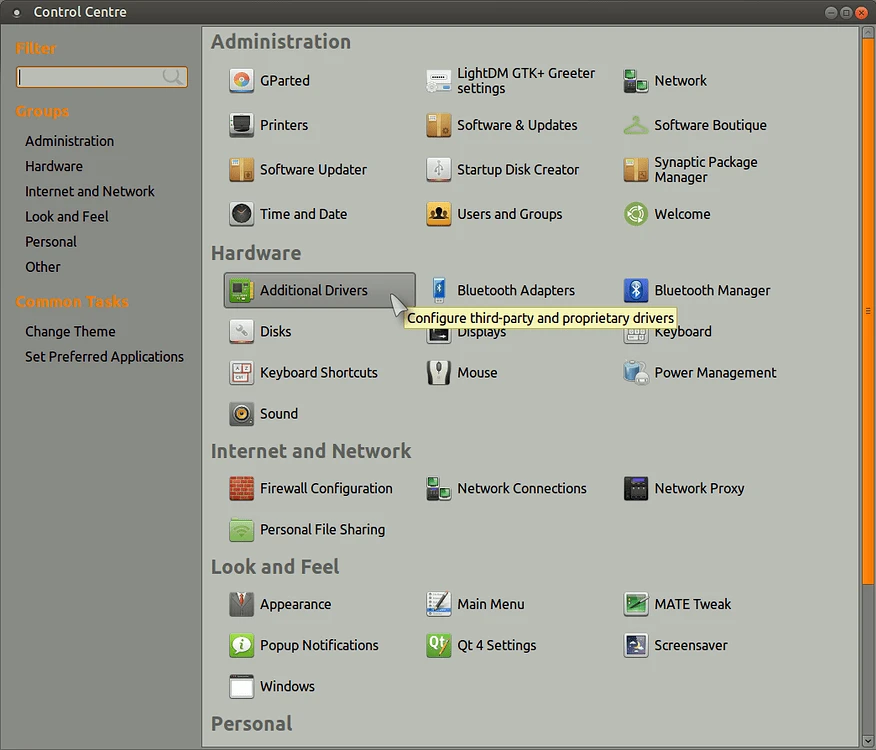 Control Centre
Filter
Groups
Administration
Hardware
Internet and Network
Look and Feel
Personal
Other
Common Tasks
Change Theme
Set Preferred Applications
Administration
GParted
LightDM GTK+ Greeter
settings
Network
Printers
Software & Updates
Software Boutique
Software Updater
Startup Disk Creator
Synaptic Package
Manager
Time and Date
Users and Groups
Welcome
Hardware
Additional Drivers
Bluetooth Adapters
Bluetooth Manager
Configure third-party and proprietary drivers
Disks
Displays
Keyboard
Keyboard Shortcuts
Mouse
Power Management
Sound
Internet and Network
Firewall Configuration
Network Connections
Network Proxy
Personal File Sharing
Look and Feel
Appearance
Main Menu
MATE Tweak
Popup Notifications
Qt 4 Settings
Screensaver
Windows
Personal